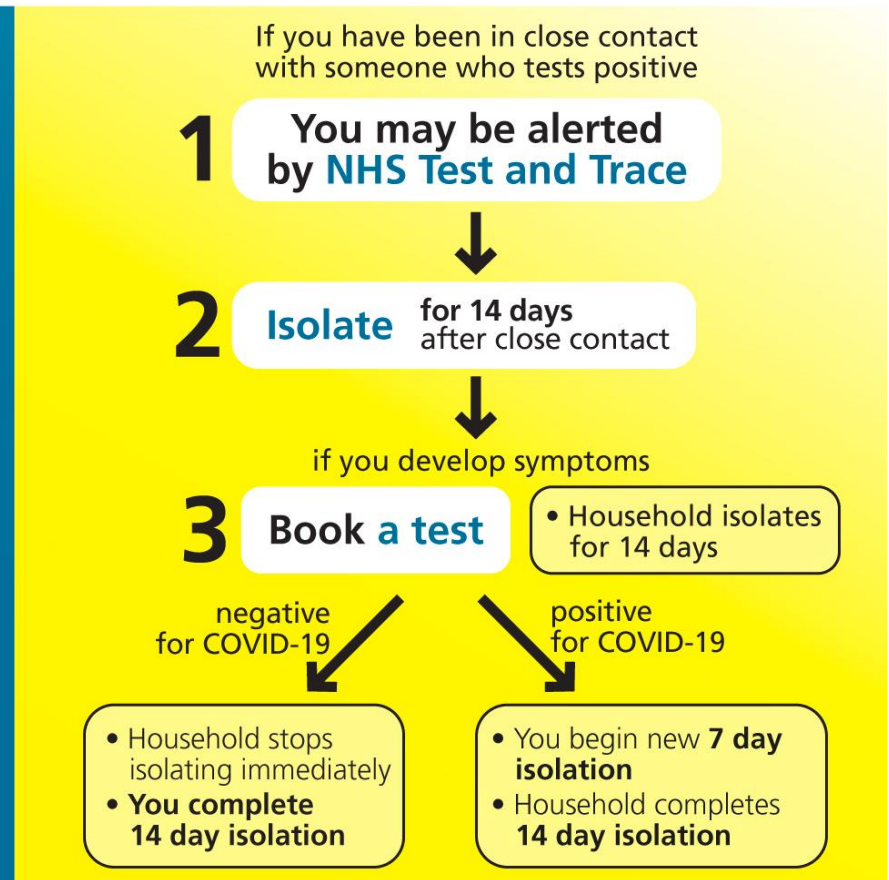 If you have been in close contact
with someone who tests positive
1
You may be alerted
by NHS Test and Trace
2
Isolate
for 14 days
after close contact
if you develop symptoms
3
Book a test
• Household isolates
for 14 days
negative
for COVID-19
positive
for COVID-19
• Household stops
isolating immediately
• You complete
14 day isolation
• You begin new 7 day
isolation
• Household completes
14 day isolation